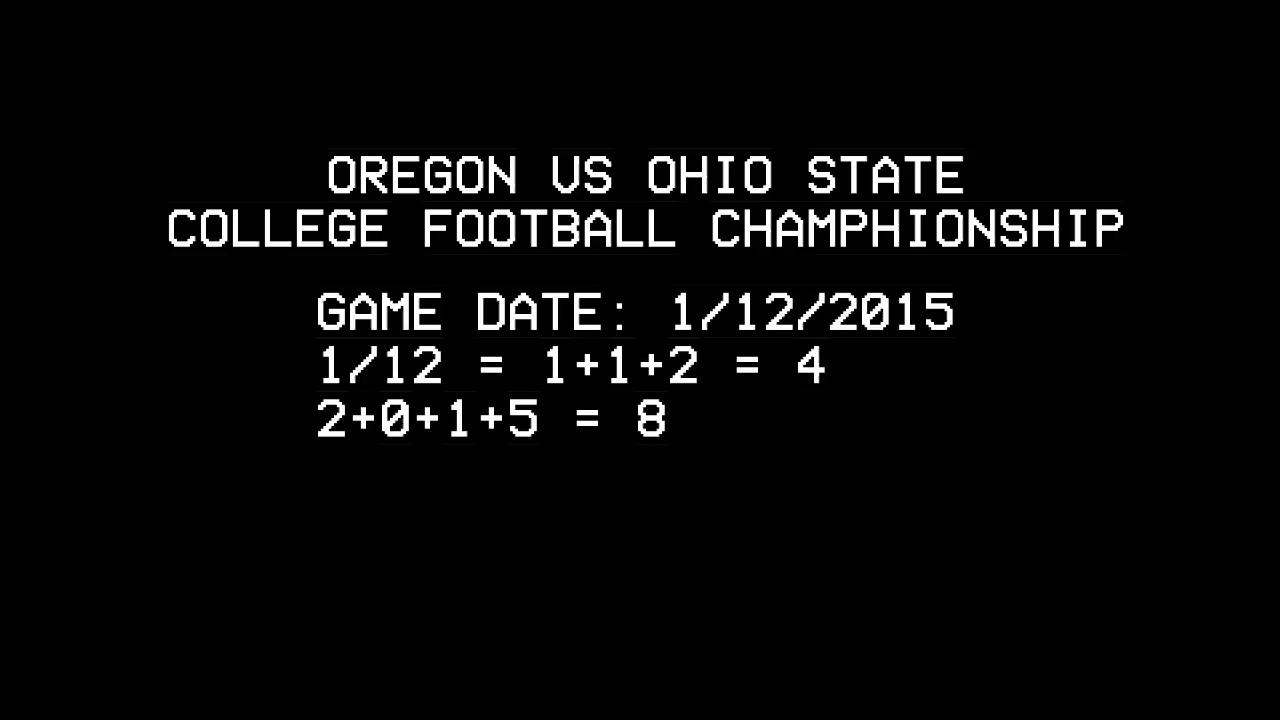 OREGON VS OHIO STATE
COLLEGE FOOTBALL CHAMPHIONSHIP
GAME DATE: 1/12/2015
1/12 = 1+1+2 = 4
2+0+1+5 = 8